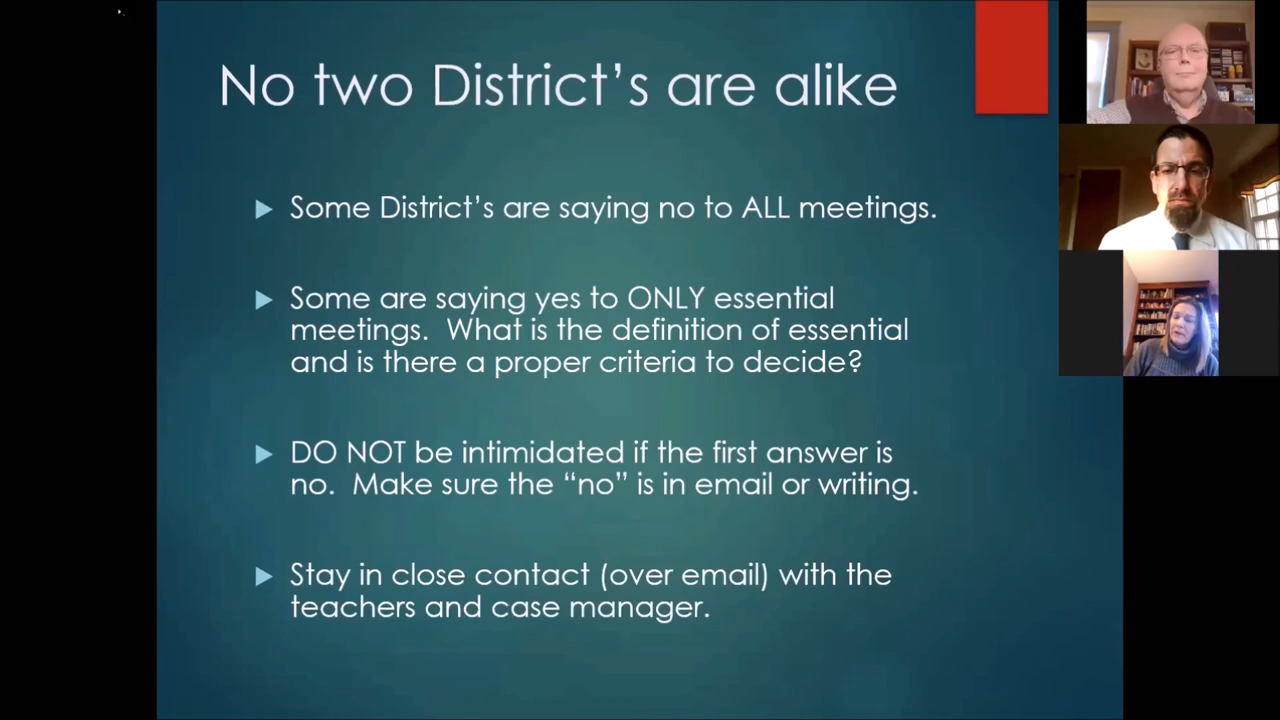 No two District’s are alike
Some District’s are saying no to ALL meetings.
Some are saying yes to ONLY essential
meetings.  What is the definition of essential
and is there a proper criteria to decide?
DO NOT be intimidated if the first answer is
no.  Make sure the “no” is in email or writing.
Stay in close contact (over email) with the
teachers and case manager.